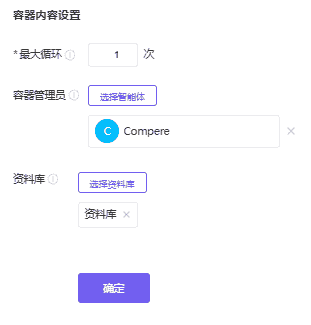 容器内容设置
*最大循环 1 次
容器管理员 选择智能体
C Compere
资料库 选择资料库
资料库
确定